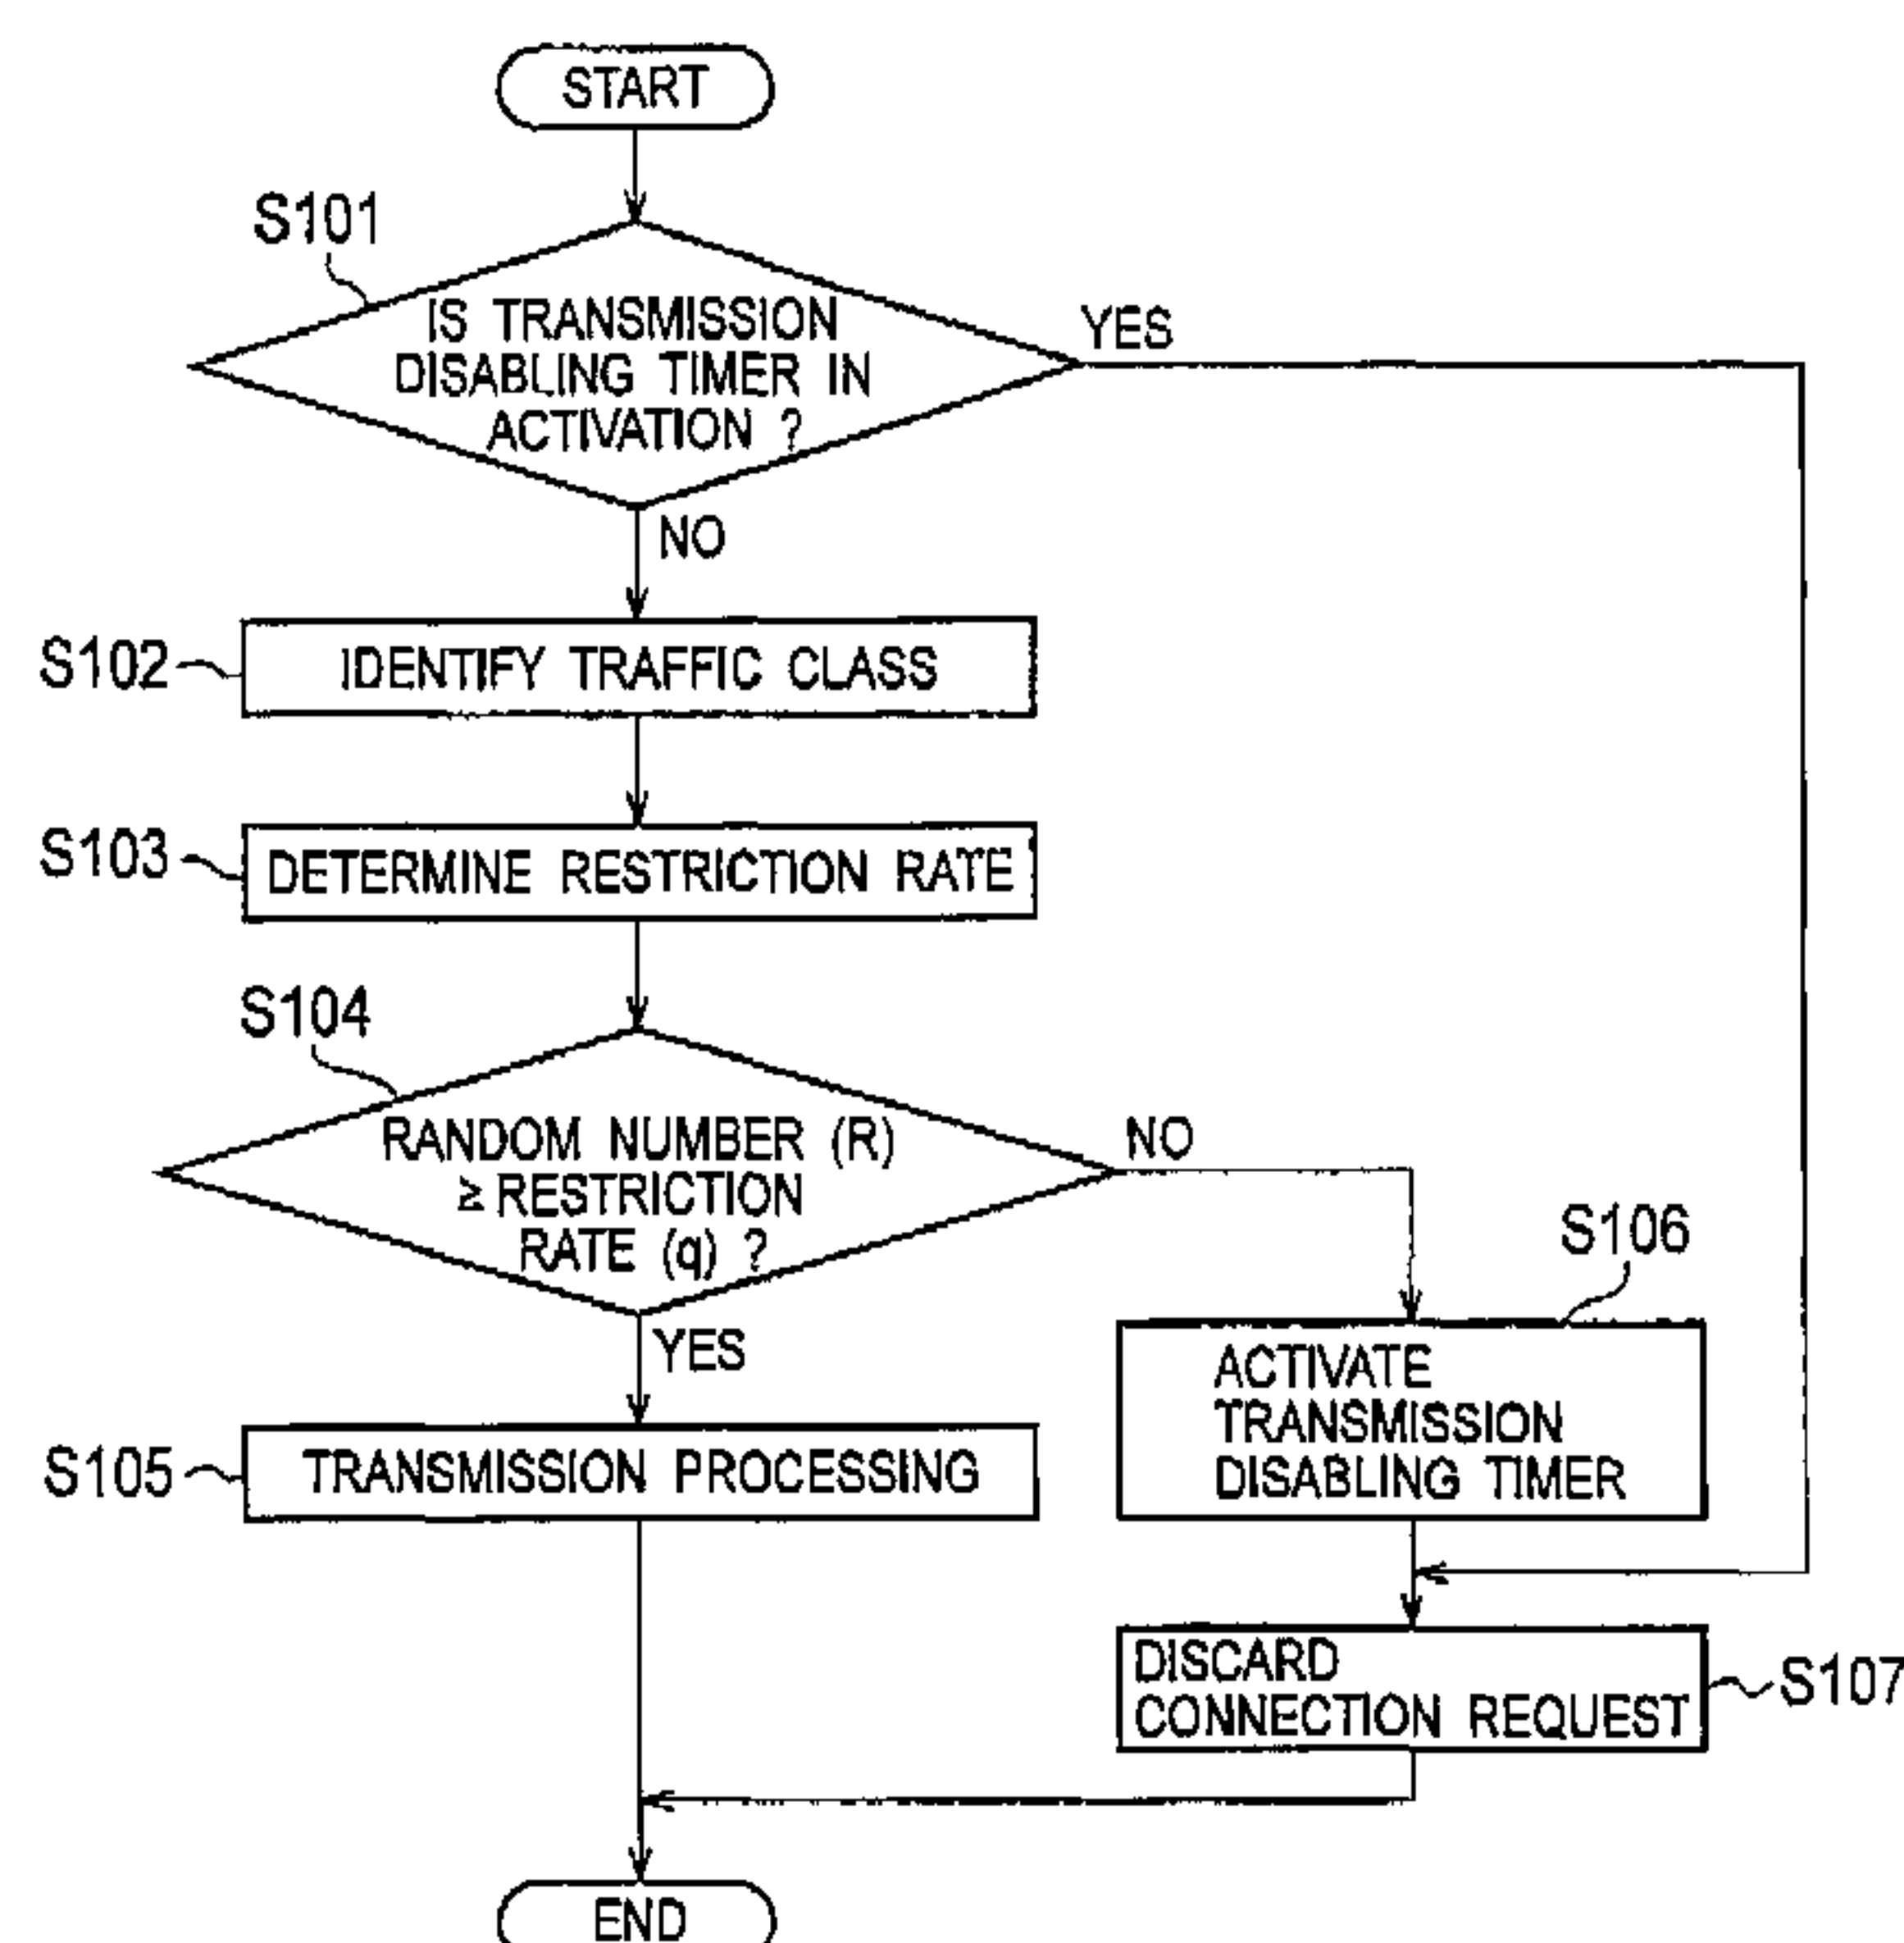 START
S101
IS TRANSMISSION
DISABLING TIMER IN
ACTIVATION ?
YES
NO
S102
IDENTIFY TRAFFIC CLASS
S103
DETERMINE RESTRICTION RATE
S104
RANDOM NUMBER (R)
≥ RESTRICTION
RATE (q) ?
NO
YES
S106
ACTIVATE
TRANSMISSION
DISABLING TIMER
S105
TRANSMISSION PROCESSING
DISCARD
CONNECTION REQUEST
S107
END